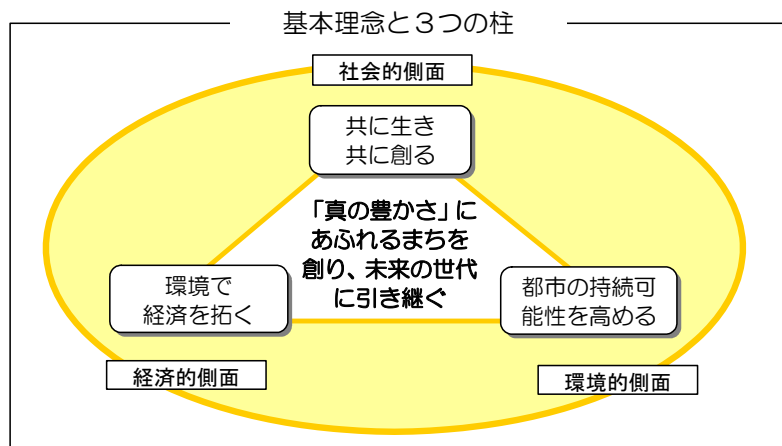 基本理念と３つの柱
社会的側面
共に生き
共に創る
「真の豊かさ」に
あふれるまちを
創り、未来の世代
に引き継ぐ
環境で
経済を拓く
都市の持続可
能性を高める
経済的側面
環境的側面